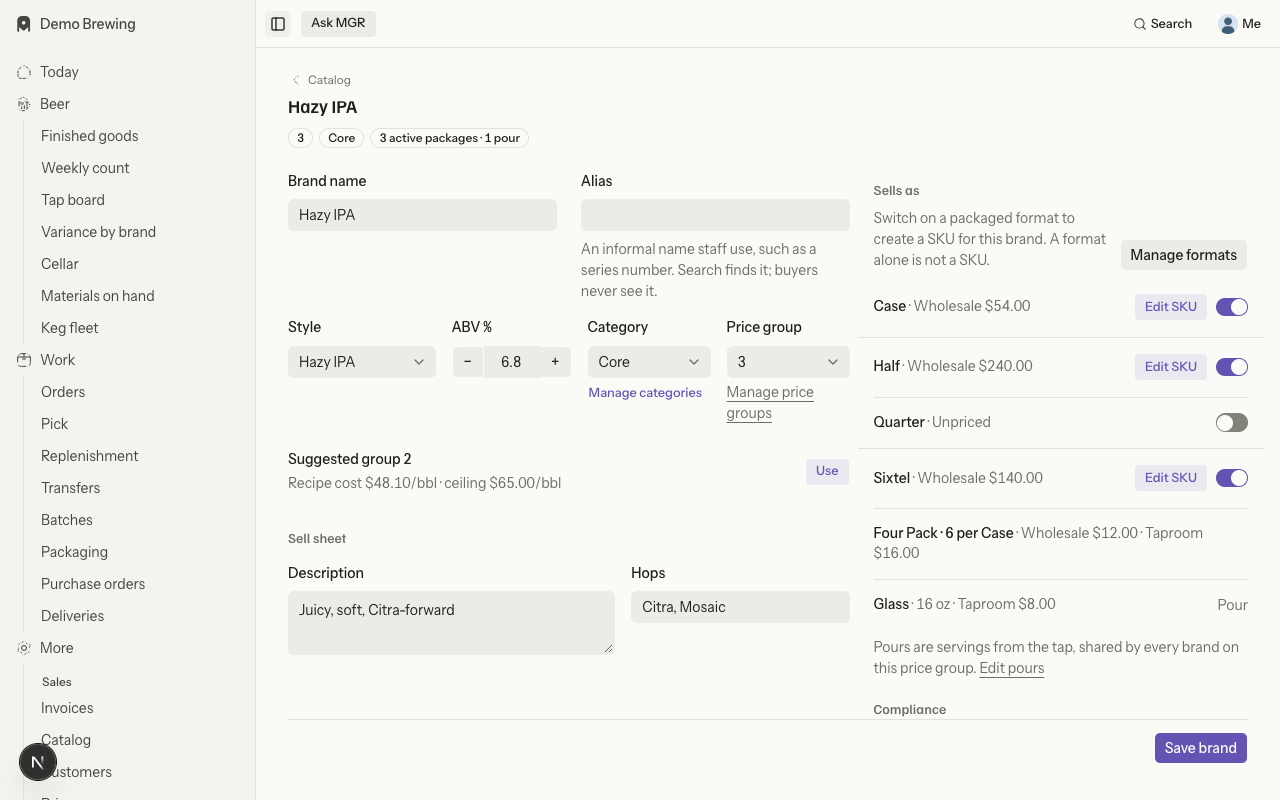 Demo Brewing
Ask MGR
Search
Me
Today
Beer
Finished goods
Weekly count
Tap board
Variance by brand
Cellar
Materials on hand
Keg fleet
Work
Orders
Pick
Replenishment
Transfers
Batches
Packaging
Purchase orders
Deliveries
More
Sales
Invoices
Catalog
N
Catalog
Hazy IPA
3
Core
3 active packages · 1 pour
Brand name
Hazy IPA
Alias
An informal name staff use, such as a
series number. Search finds it; buyers
never see it.
Style
Hazy IPA
ABV %
− 6.8 +
Category
Core
Manage categories
Price group
3
Manage price
groups
Suggested group 2
Recipe cost $48.10/bbl · ceiling $65.00/bbl
Use
Sell sheet
Description
Juicy, soft, Citra-forward
Hops
Citra, Mosaic
Sells as
Switch on a packaged format to
create a SKU for this brand. A format
alone is not a SKU.
Manage formats
Case · Wholesale $54.00
Edit SKU
Half · Wholesale $240.00
Edit SKU
Quarter · Unpriced
Sixtel · Wholesale $140.00
Edit SKU
Four Pack · 6 per Case · Wholesale $12.00 · Taproom
$16.00
Glass · 16 oz · Taproom $8.00
Pour
Pours are servings from the tap, shared by every brand on
this price group. Edit pours
Compliance
Save brand